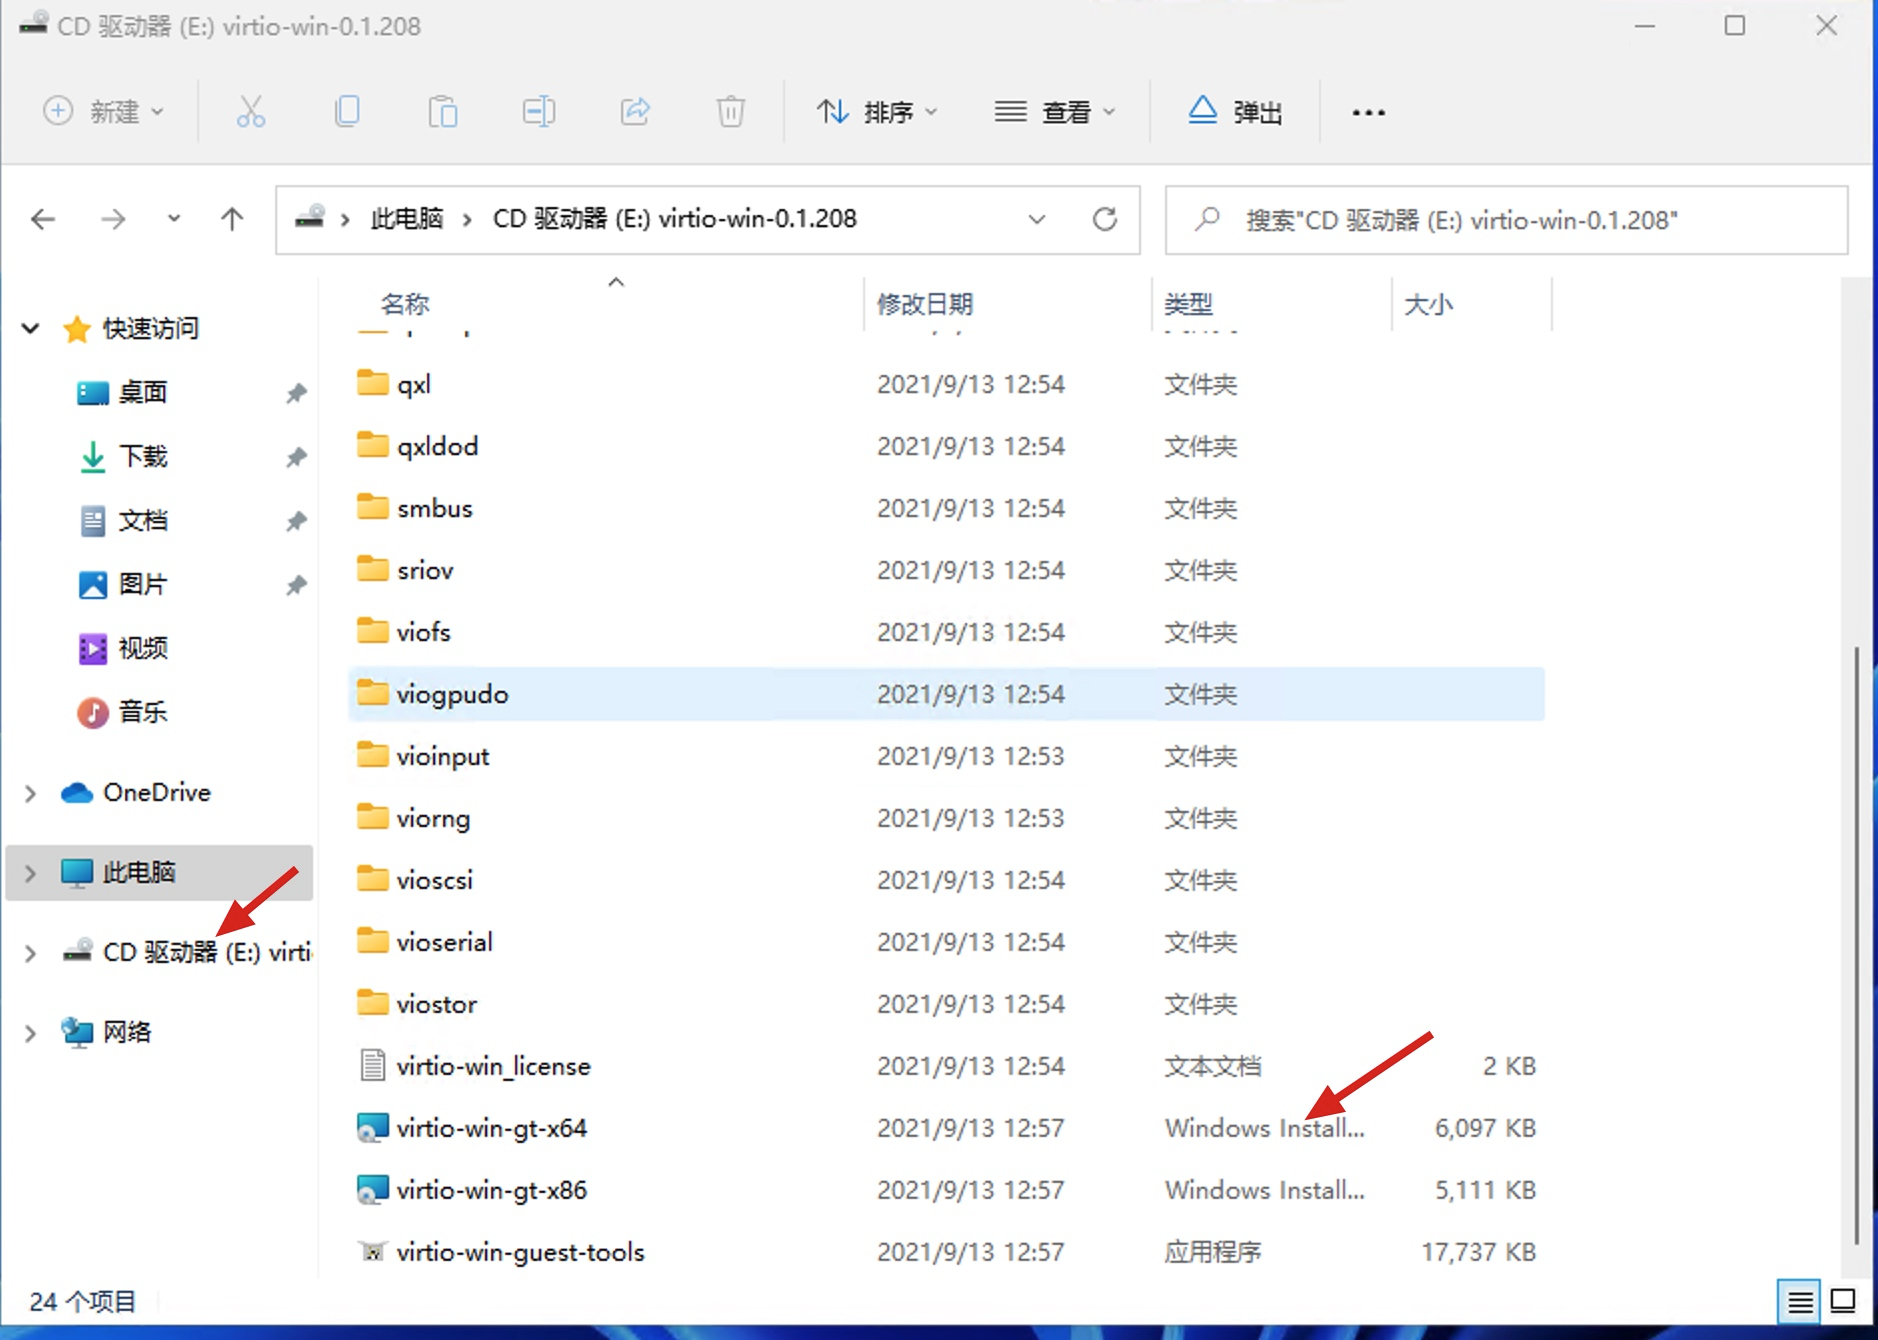 CD 驱动器 (E:) virtio-win-0.1.208
新建 排序 查看 弹出
此电脑 CD 驱动器 (E:) virtio-win-0.1.208 搜索"CD 驱动器 (E:) virtio-win-0.1.208"
名称 修改日期 类型 大小
快速访问
桌面
下载
文档
图片
视频
音乐
OneDrive
此电脑
CD 驱动器 (E:) virti
网络
qxl 2021/9/13 12:54 文件夹
qxldod 2021/9/13 12:54 文件夹
smbus 2021/9/13 12:54 文件夹
sriov 2021/9/13 12:54 文件夹
viofs 2021/9/13 12:54 文件夹
viogpudo 2021/9/13 12:54 文件夹
vioinput 2021/9/13 12:53 文件夹
viorng 2021/9/13 12:53 文件夹
vioscsi 2021/9/13 12:54 文件夹
vioserial 2021/9/13 12:54 文件夹
viostor 2021/9/13 12:54 文件夹
virtio-win_license 2021/9/13 12:54 文本文档 2 KB
virtio-win-gt-x64 2021/9/13 12:57 Windows Install... 6,097 KB
virtio-win-gt-x86 2021/9/13 12:57 Windows Install... 5,111 KB
virtio-win-guest-tools 2021/9/13 12:57 应用程序 17,737 KB
24 个项目